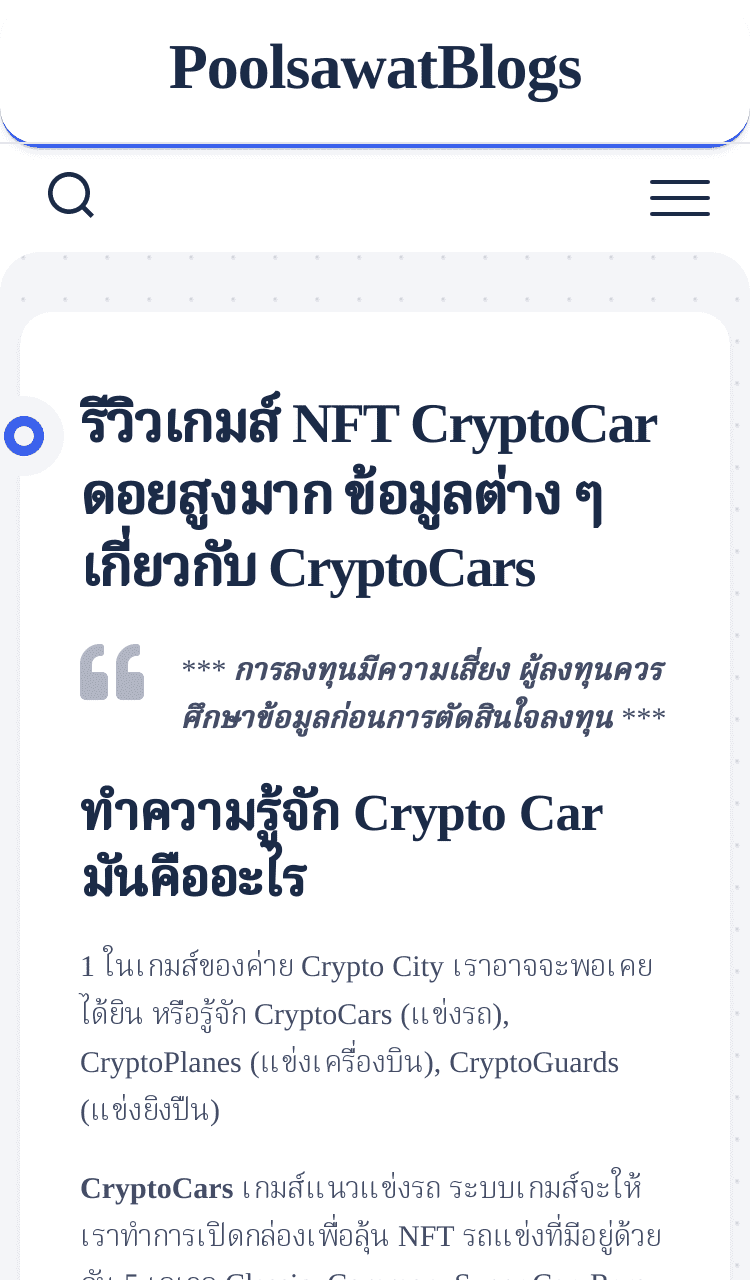 PoolsawatBlogs
รีวิวเกมส์ NFT CryptoCar
ดอยสูงมาก ข้อมูลต่าง ๆ
เกี่ยวกับ CryptoCars
*** การลงทุนมีความเสี่ยง ผู้ลงทุนควร
ศึกษาข้อมูลก่อนการตัดสินใจลงทุน ***
ทำความรู้จัก Crypto Car
มันคืออะไร
1 ในเกมส์ของค่าย Crypto City เราอาจจะพอเคย
ได้ยิน หรือรู้จัก CryptoCars (แข่งรถ),
CryptoPlanes (แข่งเครื่องบิน), CryptoGuards
(แข่งยิงปืน)
CryptoCars เกมส์แนวแข่งรถ ระบบเกมส์จะให้
เราทำการเปิดกล่องเพื่อลุ้น NFT รถแข่งที่มีอยู่ด้วย